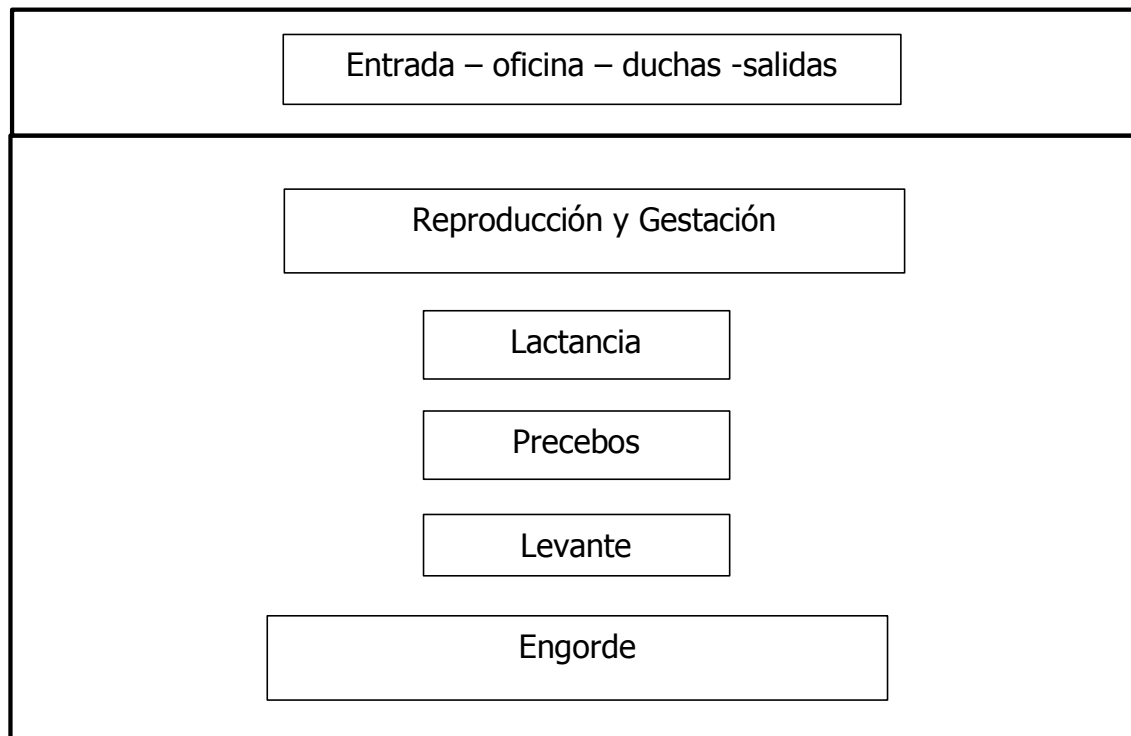 Entrada – oficina – duchas -salidas
Reproducción y Gestación
Lactancia
Precebos
Levante
Engorde